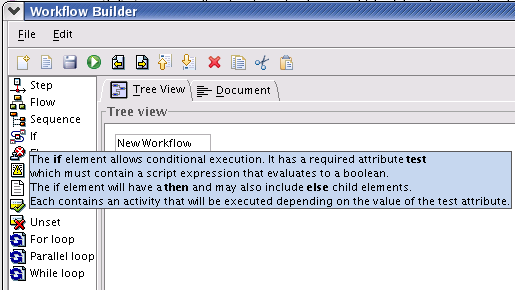 Workflow Builder
File Edit
Tree View Document
Tree view
Step
Flow
Sequence
If
NewWorkflow
The if element allows conditional execution. It has a required attribute test
which must contain a script expression that evaluates to a boolean.
The if element will have a then and may also include else child elements.
Each contains an activity that will be executed depending on the value of the test attribute.
Unset
For loop
Parallel loop
While loop